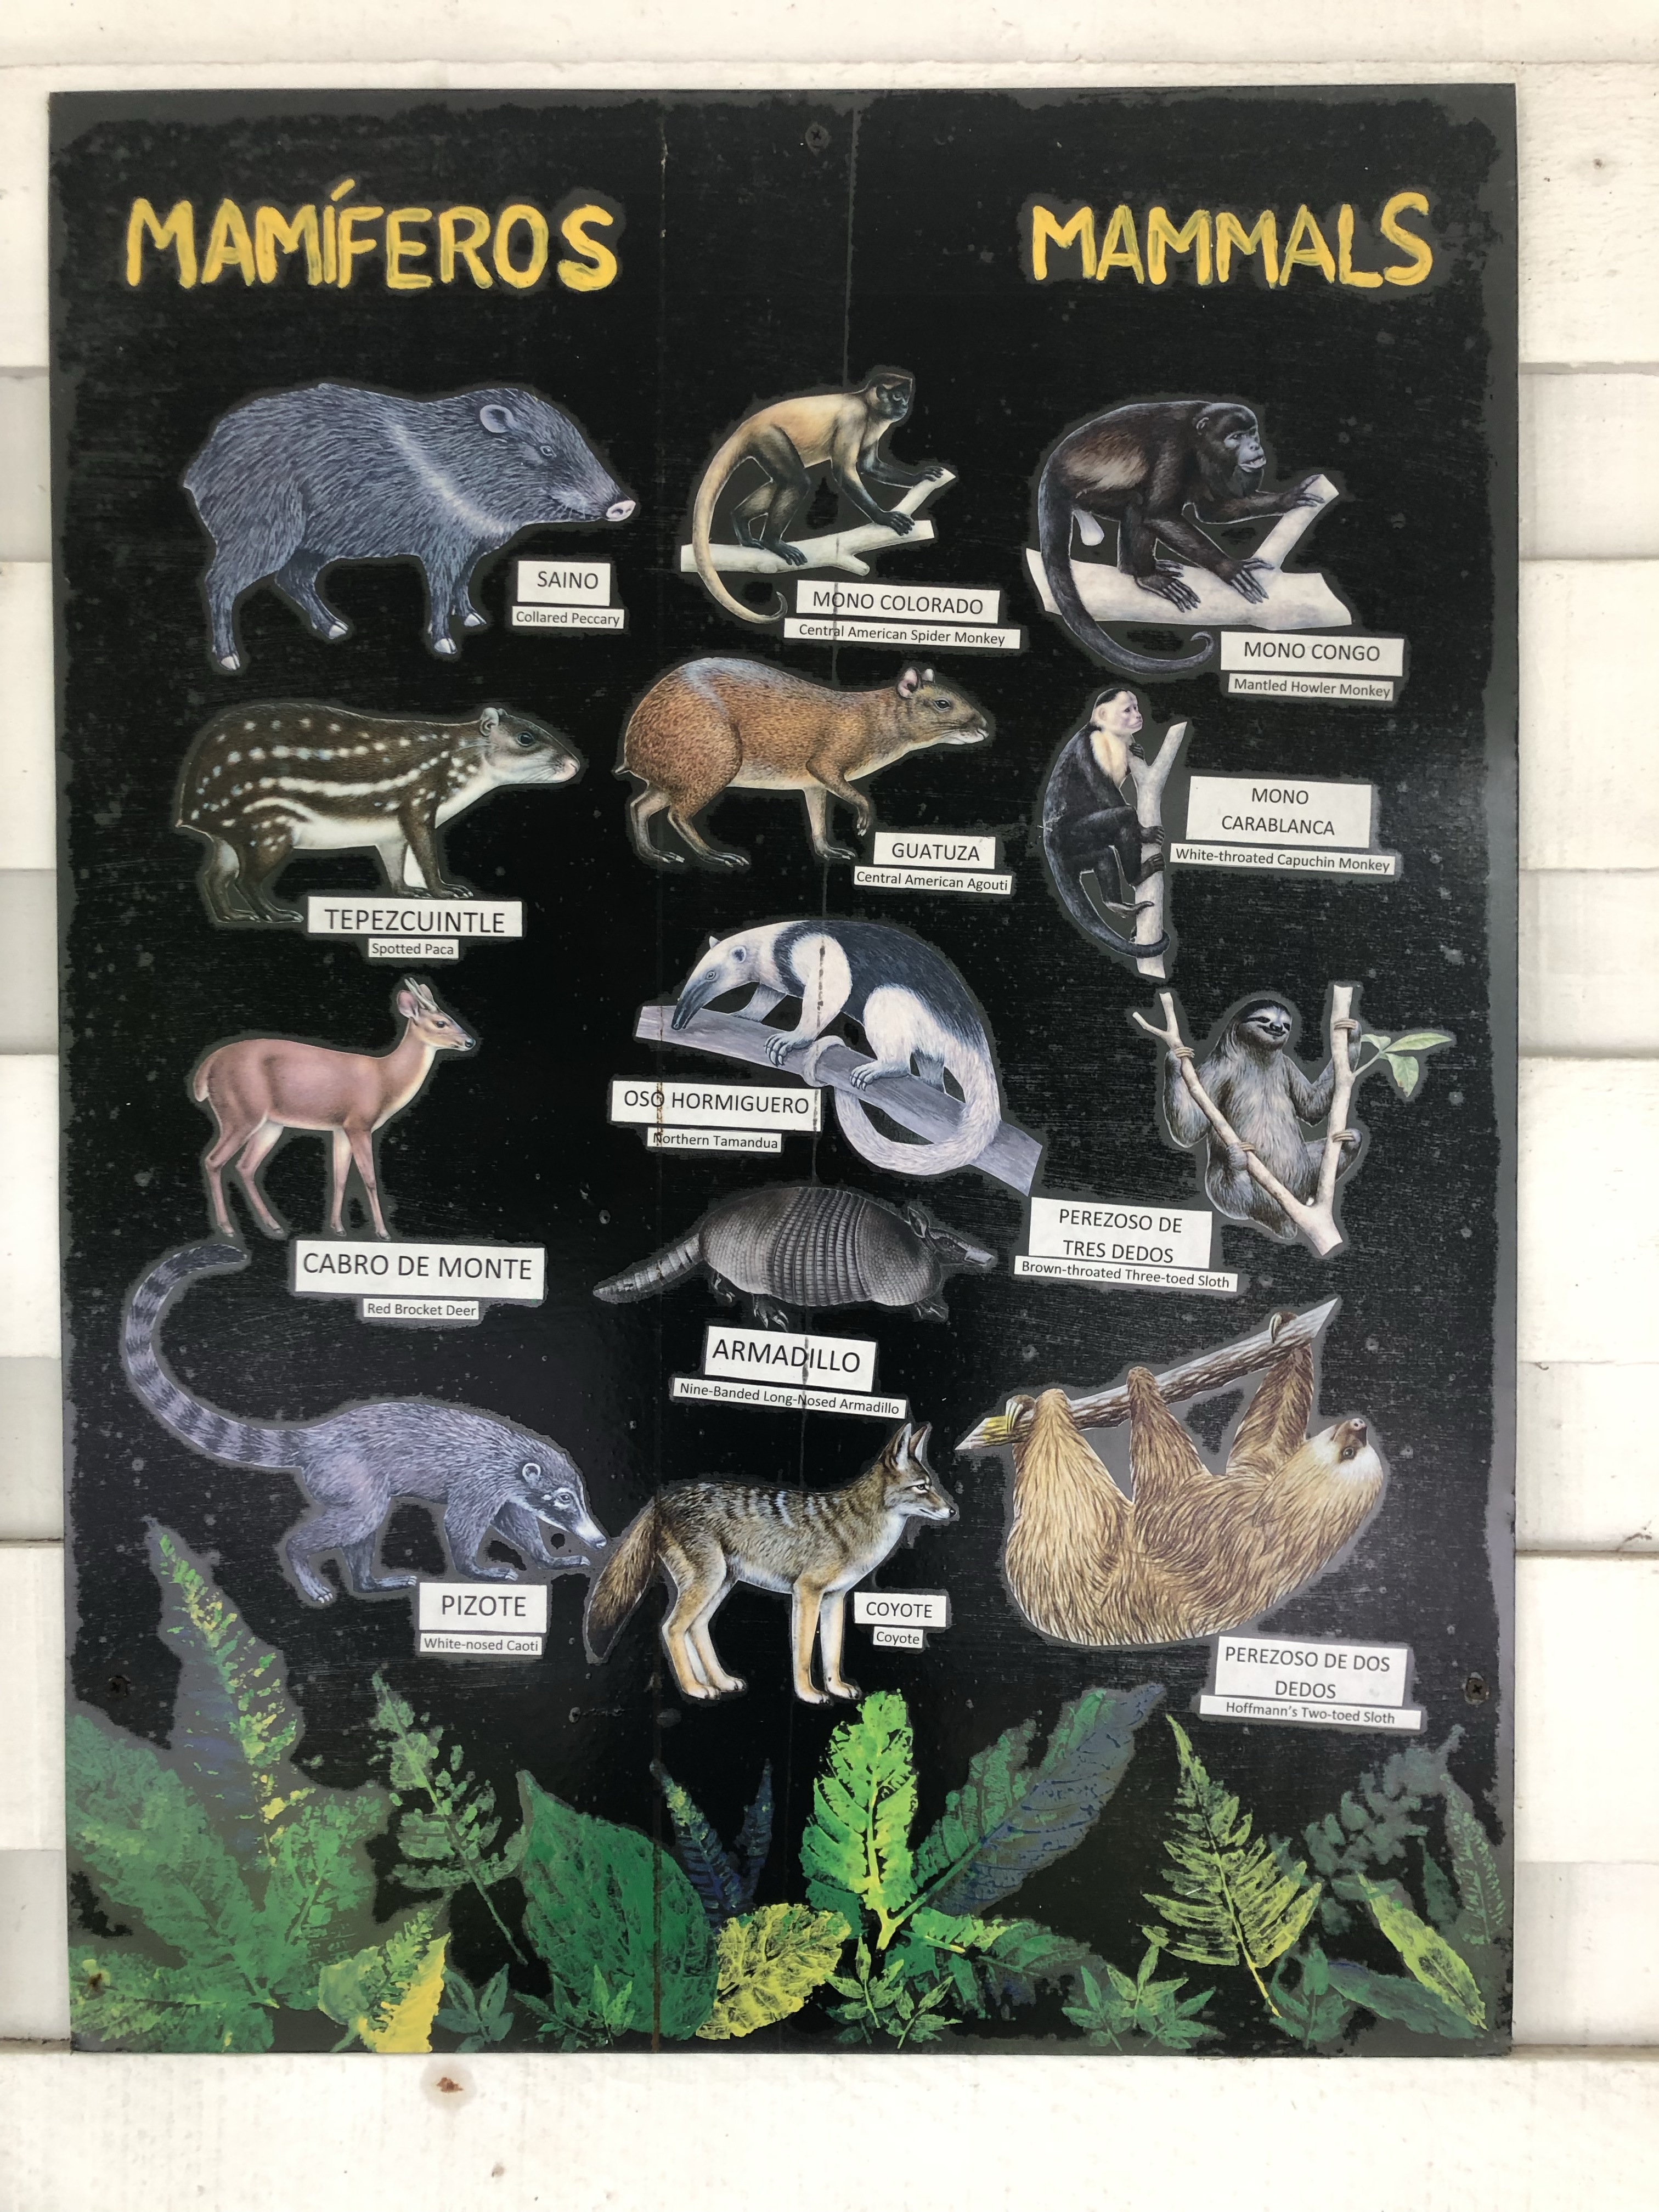 MAMÍFEROS
MAMMALS
SAINO
Collared Peccary
MONO COLORADO
Central American Spider Monkey
MONO CONGO
Mantled Howler Monkey
TEPEZCUINTLE
Spotted Paca
GUATUZA
Central American Agouti
MONO
CARABLANCA
White-throated Capuchin Monkey
CABRO DE MONTE
Red Brocket Deer
OSO HORMIGUERO
Northern Tamandua
PEREZOSO DE
TRES DEDOS
Brown-throated Three-toed Sloth
ARMADILLO
Nine-Banded Long-Nosed Armadillo
PIZOTE
White-nosed Caoti
COYOTE
Coyote
PEREZOSO DE DOS
DEDOS
Hoffmann's Two-toed Sloth